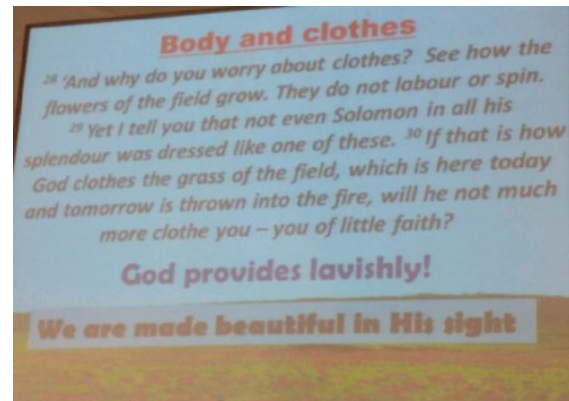 Body and clothes
28 'And why do you worry about clothes? See how the
flowers of the field grow. They do not labour or spin.
29 Yet I tell you that not even Solomon in all his
splendour was dressed like one of these. 30 If that is how
God clothes the grass of the field, which is here today
and tomorrow is thrown into the fire, will he not much
more clothe you – you of little faith?
God provides lavishly!
We are made beautiful in His sight